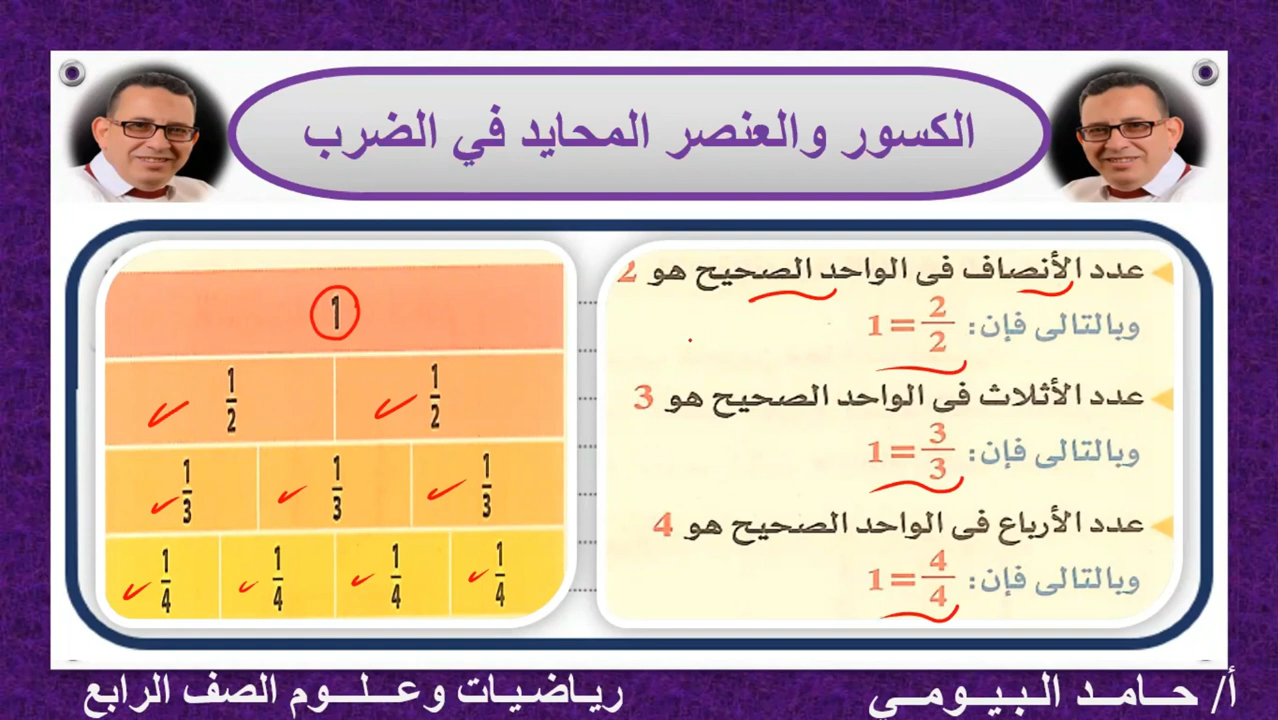 الكسور والعنصر المحايد في الضرب
عدد الأنصاف فى الواحد الصحيح هو 2
وبالتالى فإن: 2/2 = 1
عدد الأثلاث فى الواحد الصحيح هو 3
وبالتالى فإن: 3/3 = 1
عدد الأرباع فى الواحد الصحيح هو 4
وبالتالى فإن: 4/4 = 1
1
1/2 1/2
1/3 1/3 1/3
1/4 1/4 1/4 1/4
أ/ حامد البيومي
رياضيات وعلوم الصف الرابع